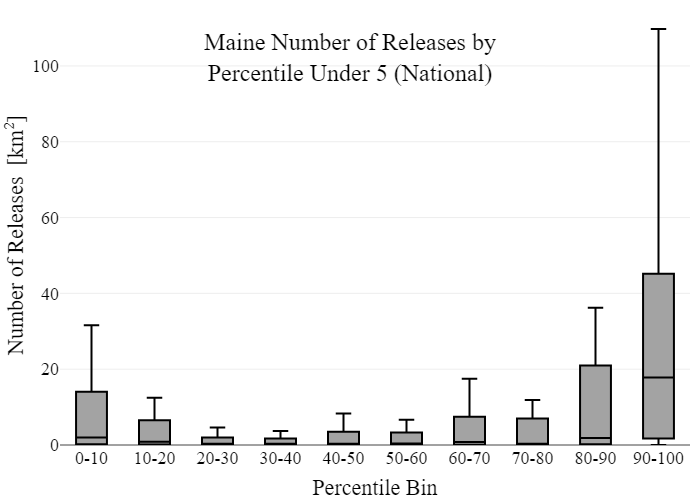 Maine Number of Releases by
Percentile Under 5 (National)
Number of Releases [km²]
100
80
60
40
20
0
0-10 10-20 20-30 30-40 40-50 50-60 60-70 70-80 80-90 90-100
Percentile Bin